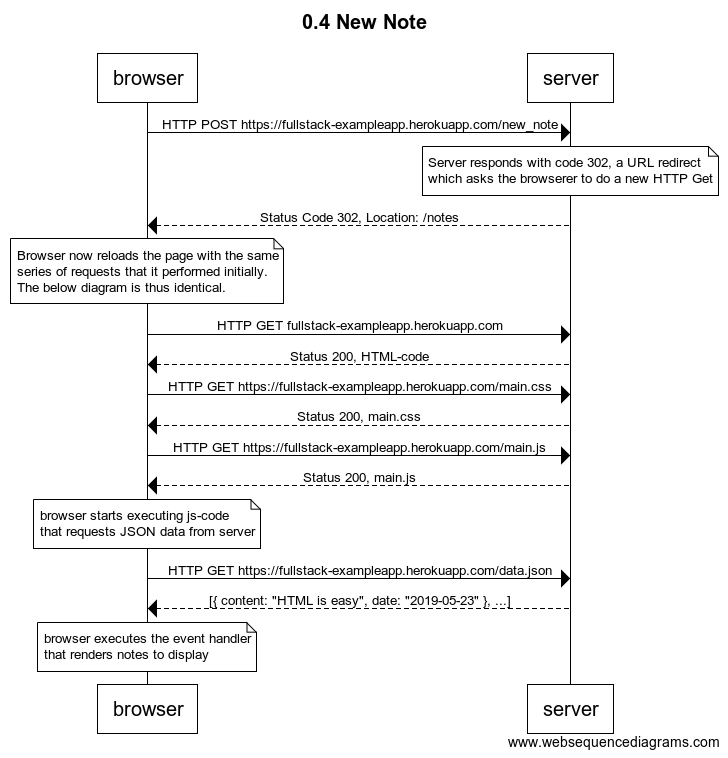 0.4 New Note
browser
server
HTTP POST https://fullstack-exampleapp.herokuapp.com/new_note
Server responds with code 302, a URL redirect
which asks the browserer to do a new HTTP Get
Status Code 302, Location: /notes
Browser now reloads the page with the same
series of requests that it performed initially.
The below diagram is thus identical.
HTTP GET fullstack-exampleapp.herokuapp.com
Status 200, HTML-code
HTTP GET https://fullstack-exampleapp.herokuapp.com/main.css
Status 200, main.css
HTTP GET https://fullstack-exampleapp.herokuapp.com/main.js
Status 200, main.js
browser starts executing js-code
that requests JSON data from server
HTTP GET https://fullstack-exampleapp.herokuapp.com/data.json
[{ content: "HTML is easy", date: "2019-05-23" }, ...]
browser executes the event handler
that renders notes to display
browser
server
www.websequencediagrams.com